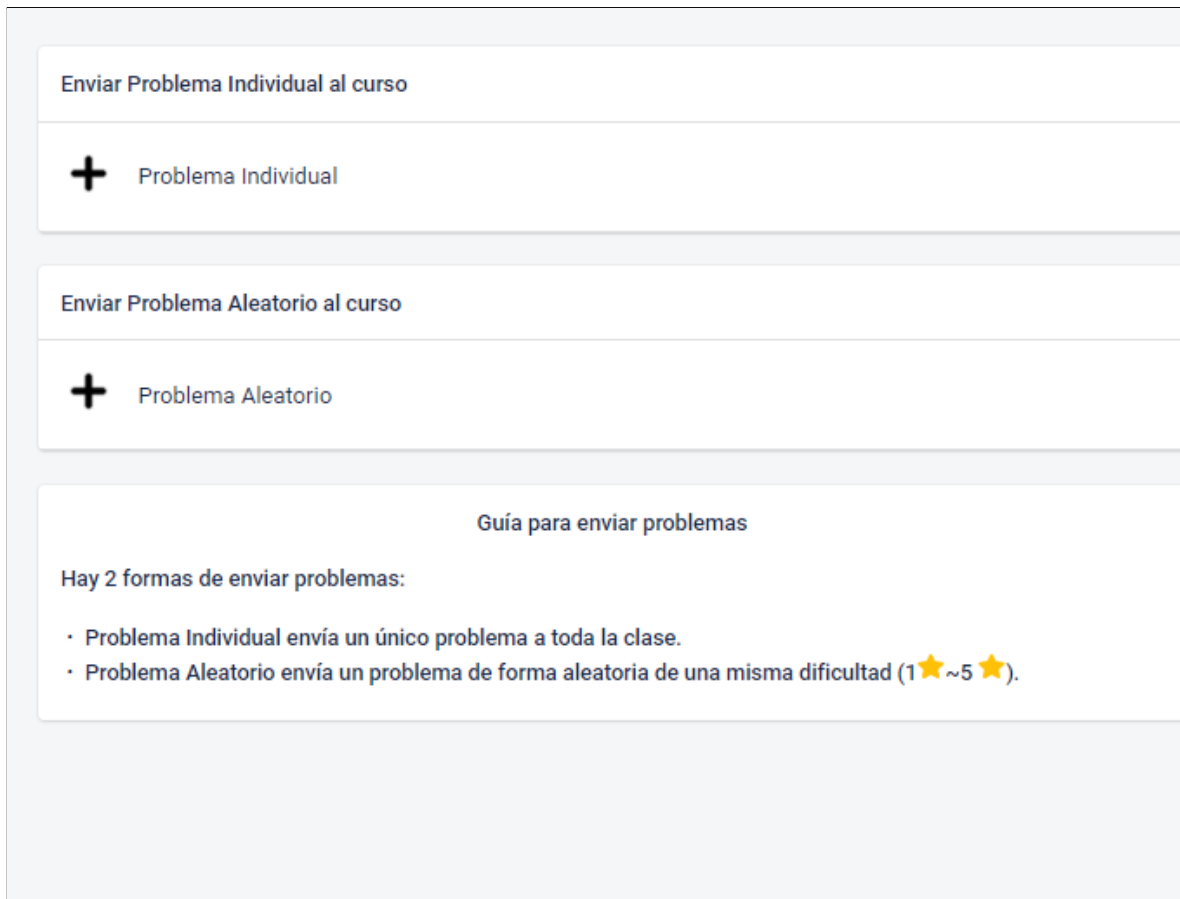 Enviar Problema Individual al curso
Problema Individual
Enviar Problema Aleatorio al curso
Problema Aleatorio
Guía para enviar problemas
Hay 2 formas de enviar problemas:
· Problema Individual envía un único problema a toda la clase.
· Problema Aleatorio envía un problema de forma aleatoria de una misma dificultad (1⭐~5 ⭐).